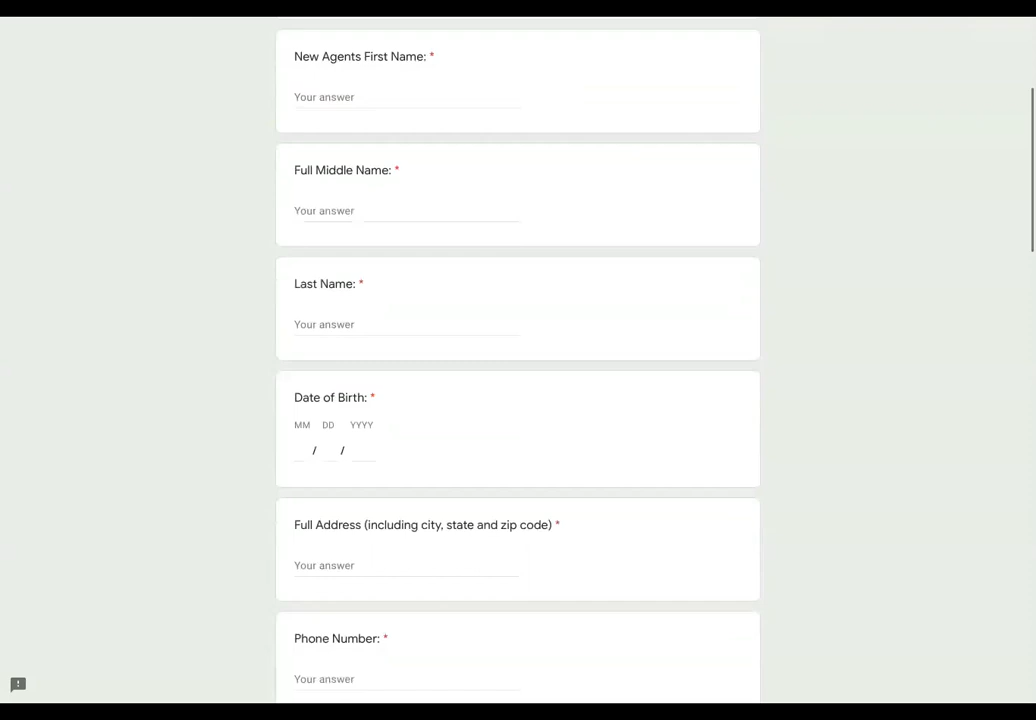 New Agents First Name: *
Your answer
Full Middle Name: *
Your answer
Last Name: *
Your answer
Date of Birth: *
MM DD YYYY
/ /
Full Address (including city, state and zip code) *
Your answer
Phone Number: *
Your answer
!